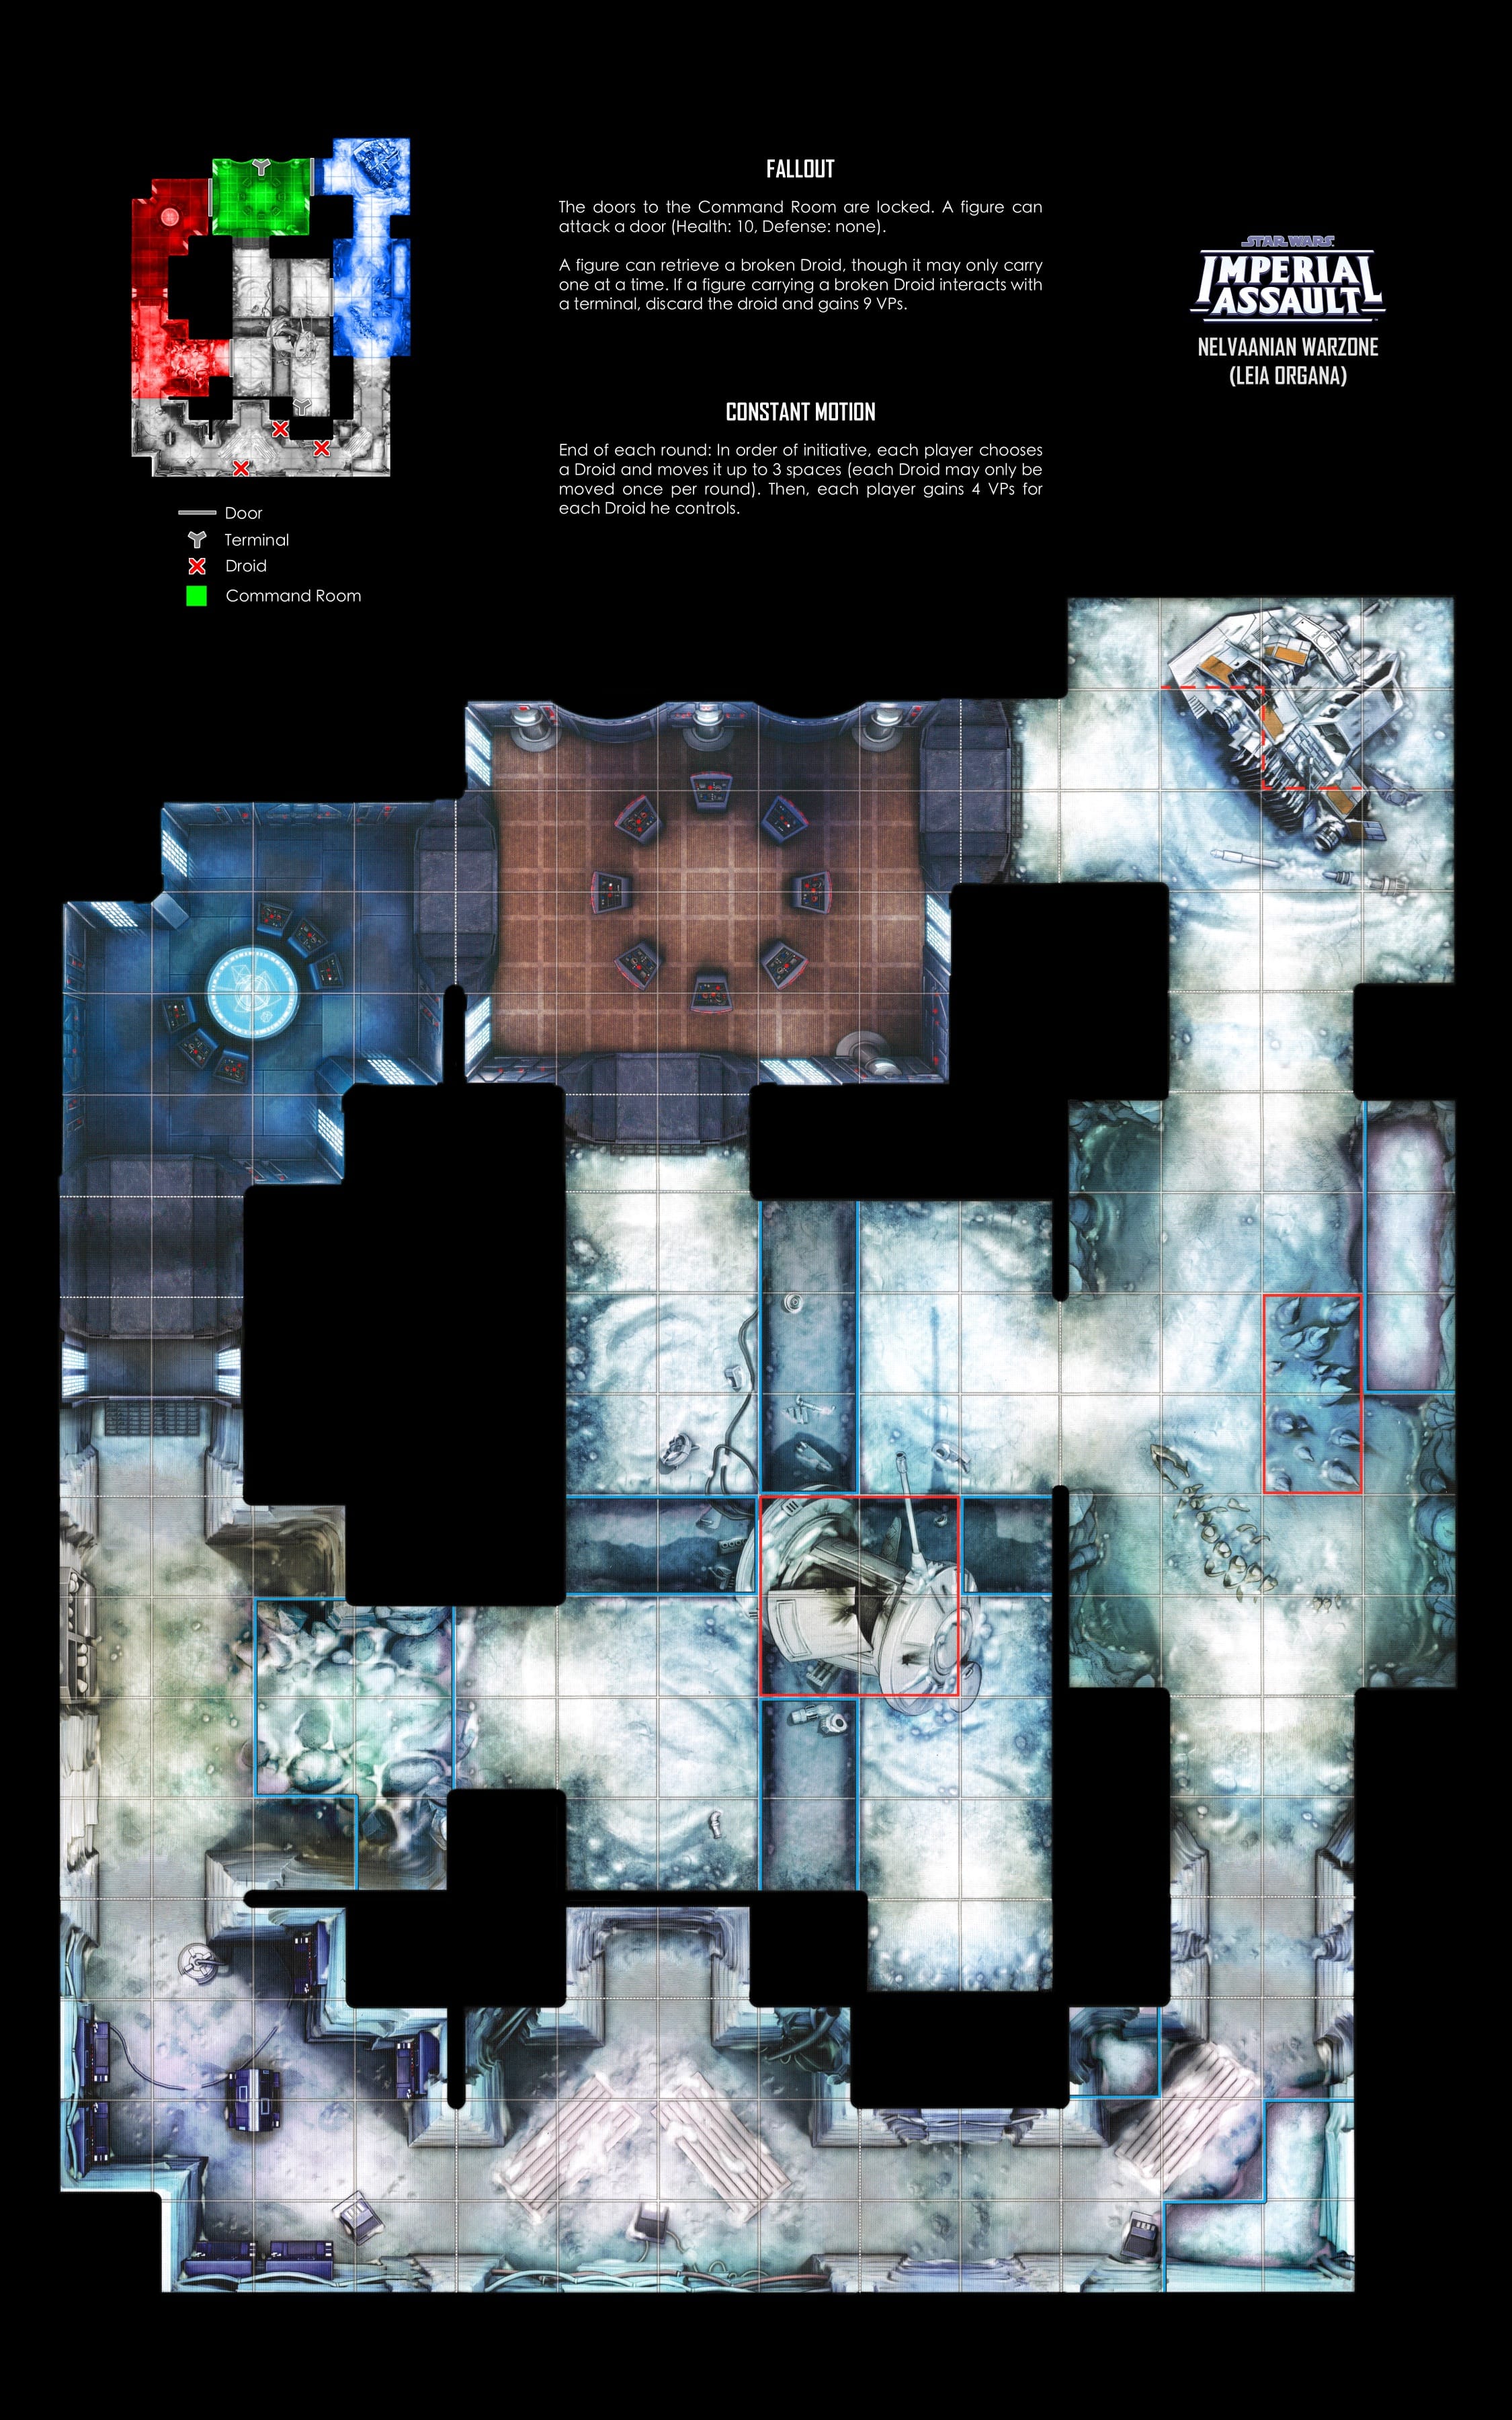 FALLOUT
The doors to the Command Room are locked. A figure can
attack a door (Health: 10, Defense: none).
A figure can retrieve a broken Droid, though it may only carry
one at a time. If a figure carrying a broken Droid interacts with
a terminal, discard the droid and gains 9 VPs.
STAR WARS
IMPERIAL
ASSAULT
NELVAANIAN WARZONE
(LEIA ORGANA)
CONSTANT MOTION
End of each round: In order of initiative, each player chooses
a Droid and moves it up to 3 spaces (each Droid may only be
moved once per round). Then, each player gains 4 VPs for
each Droid he controls.
Door
Terminal
Droid
Command Room